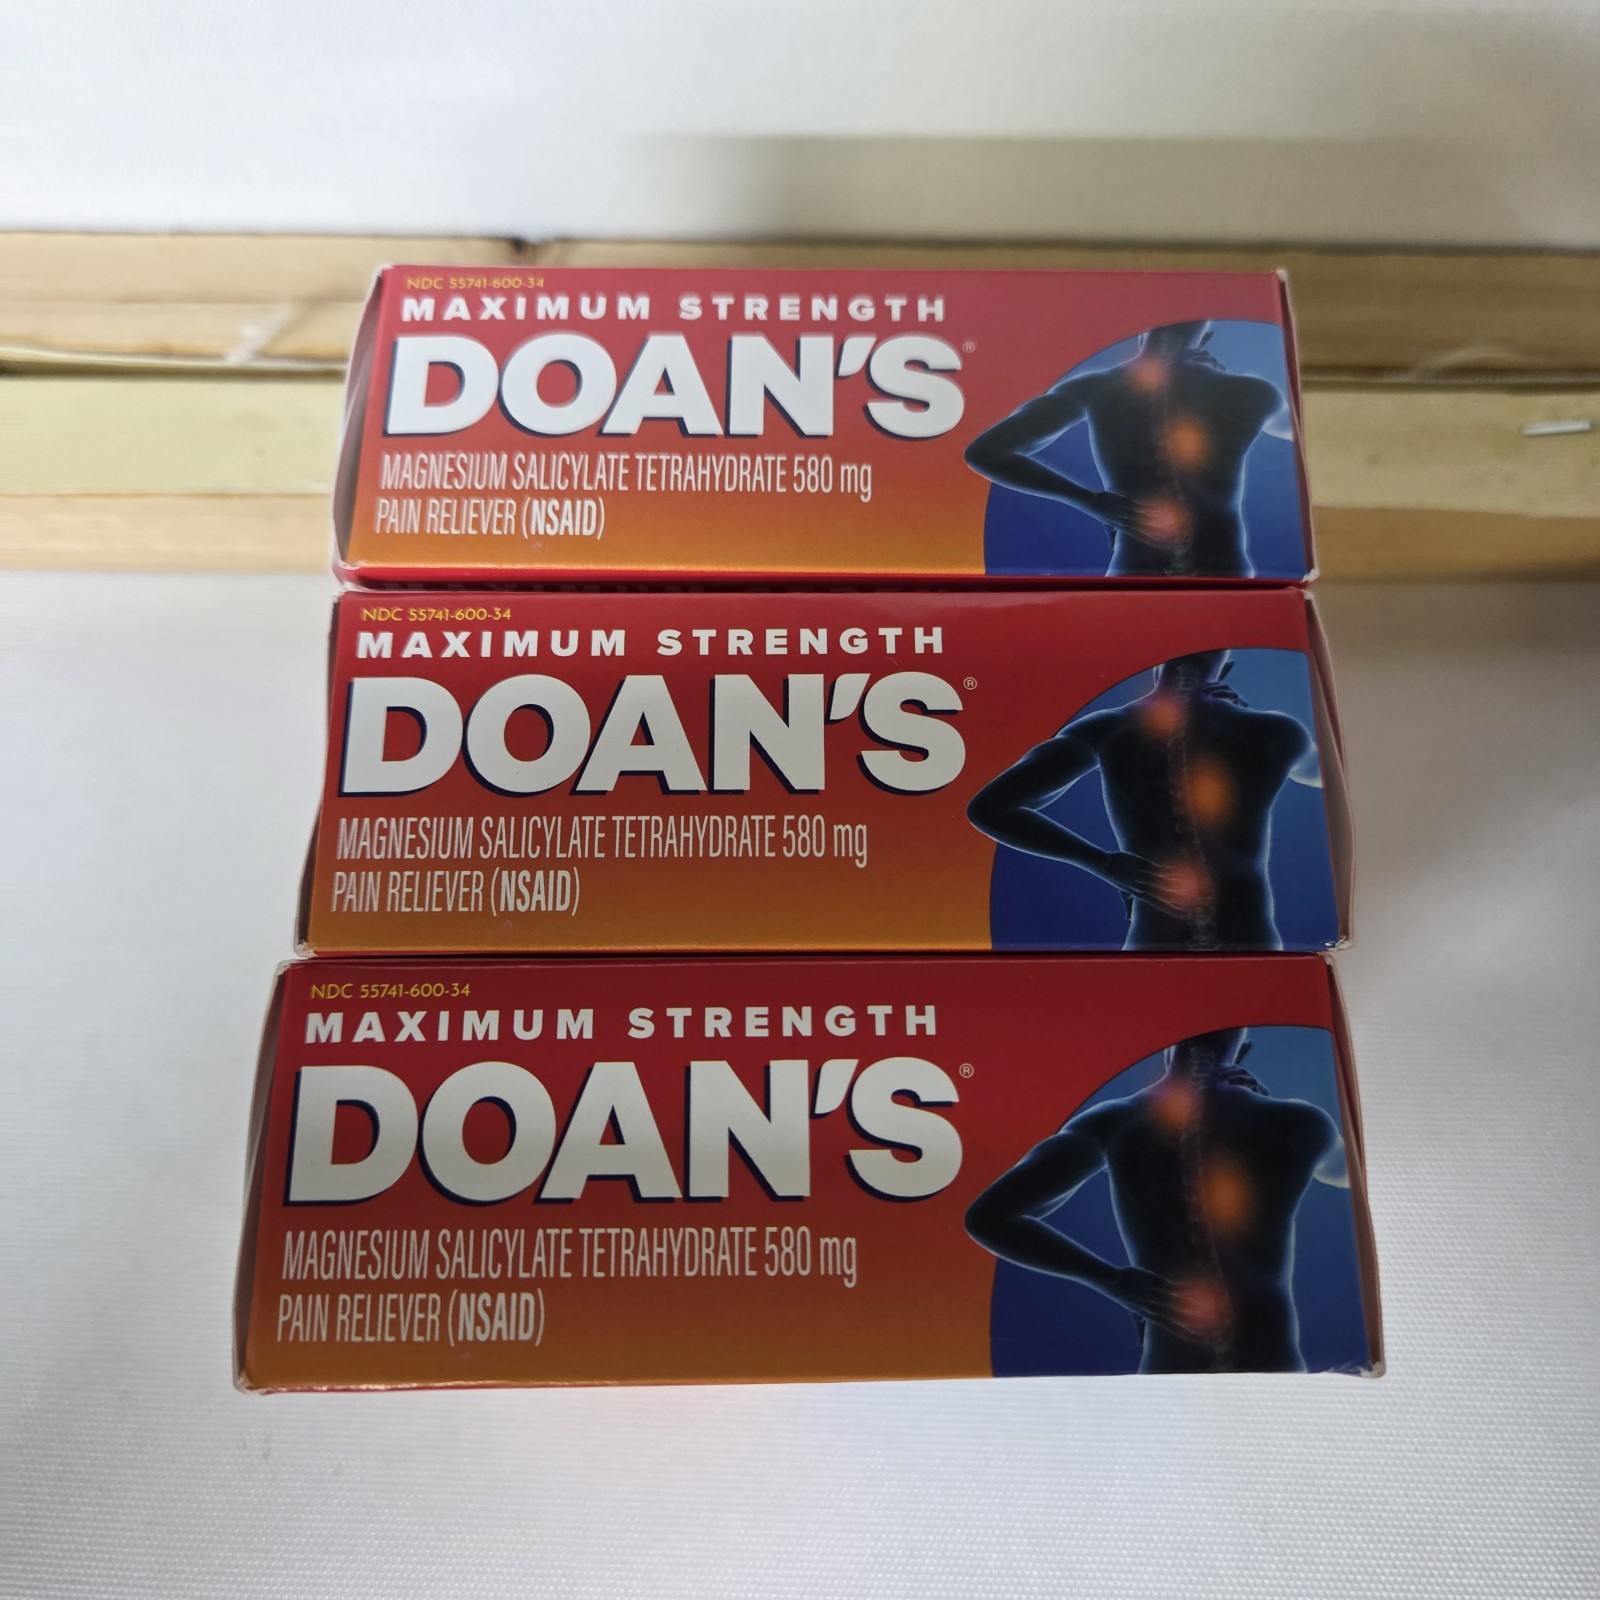 NDC 55741-600-34
MAXIMUM STRENGTH
DOAN'S®
MAGNESIUM SALICYLATE TETRAHYDRATE 580 mg
PAIN RELIEVER (NSAID)
NDC 55741-600-34
MAXIMUM STRENGTH
DOAN'S®
MAGNESIUM SALICYLATE TETRAHYDRATE 580 mg
PAIN RELIEVER (NSAID)
NDC 55741-600-34
MAXIMUM STRENGTH
DOAN'S®
MAGNESIUM SALICYLATE TETRAHYDRATE 580 mg
PAIN RELIEVER (NSAID)